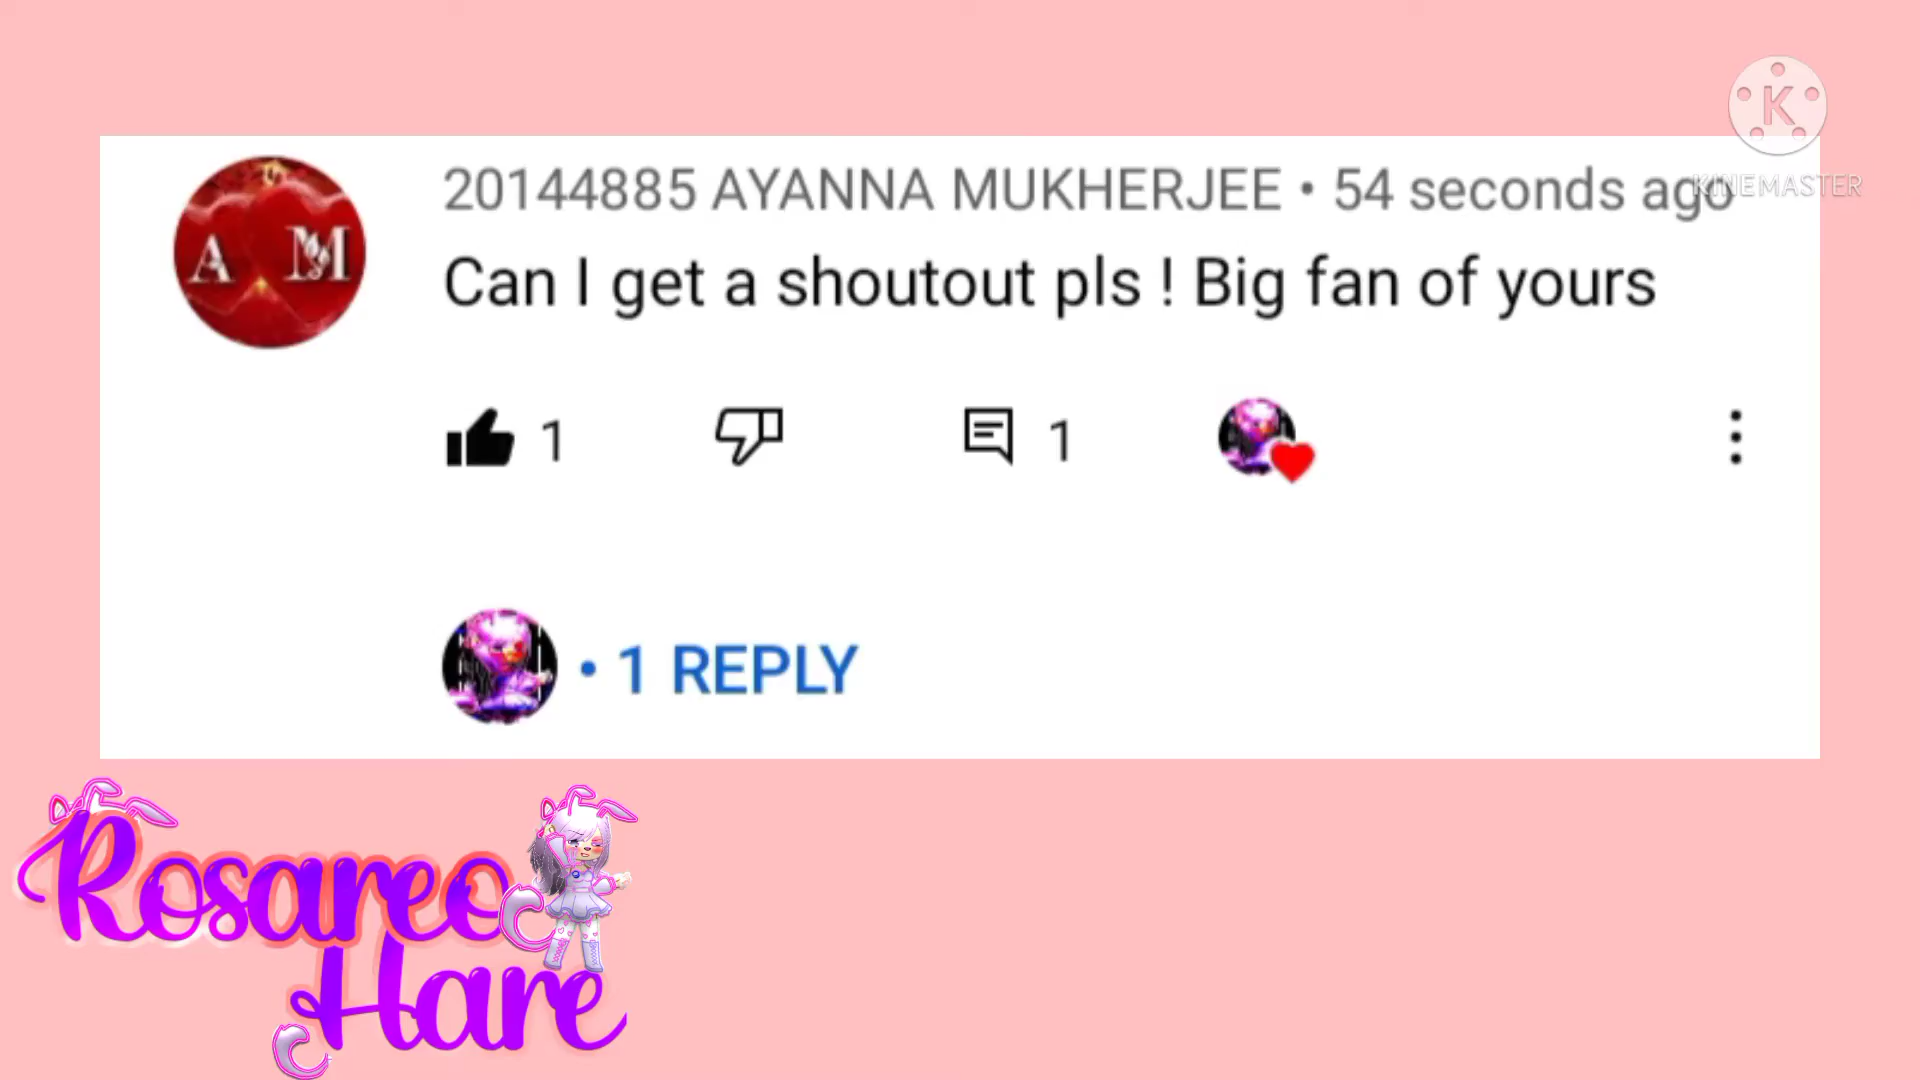 K
KINEMASTER
20144885 AYANNA MUKHERJEE • 54 seconds ago
A M
Can I get a shoutout pls ! Big fan of yours
1 1
• 1 REPLY
Rosareo
Hare